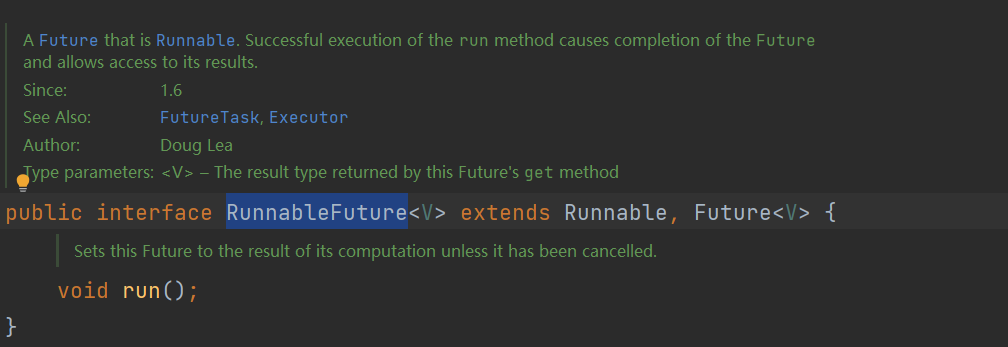 A Future that is Runnable. Successful execution of the run method causes completion of the Future
and allows access to its results.
Since: 1.6
See Also: FutureTask, Executor
Author: Doug Lea
Type parameters: <V> – The result type returned by this Future's get method
public interface RunnableFuture<V> extends Runnable, Future<V> {
Sets this Future to the result of its computation unless it has been cancelled.
void run();
}